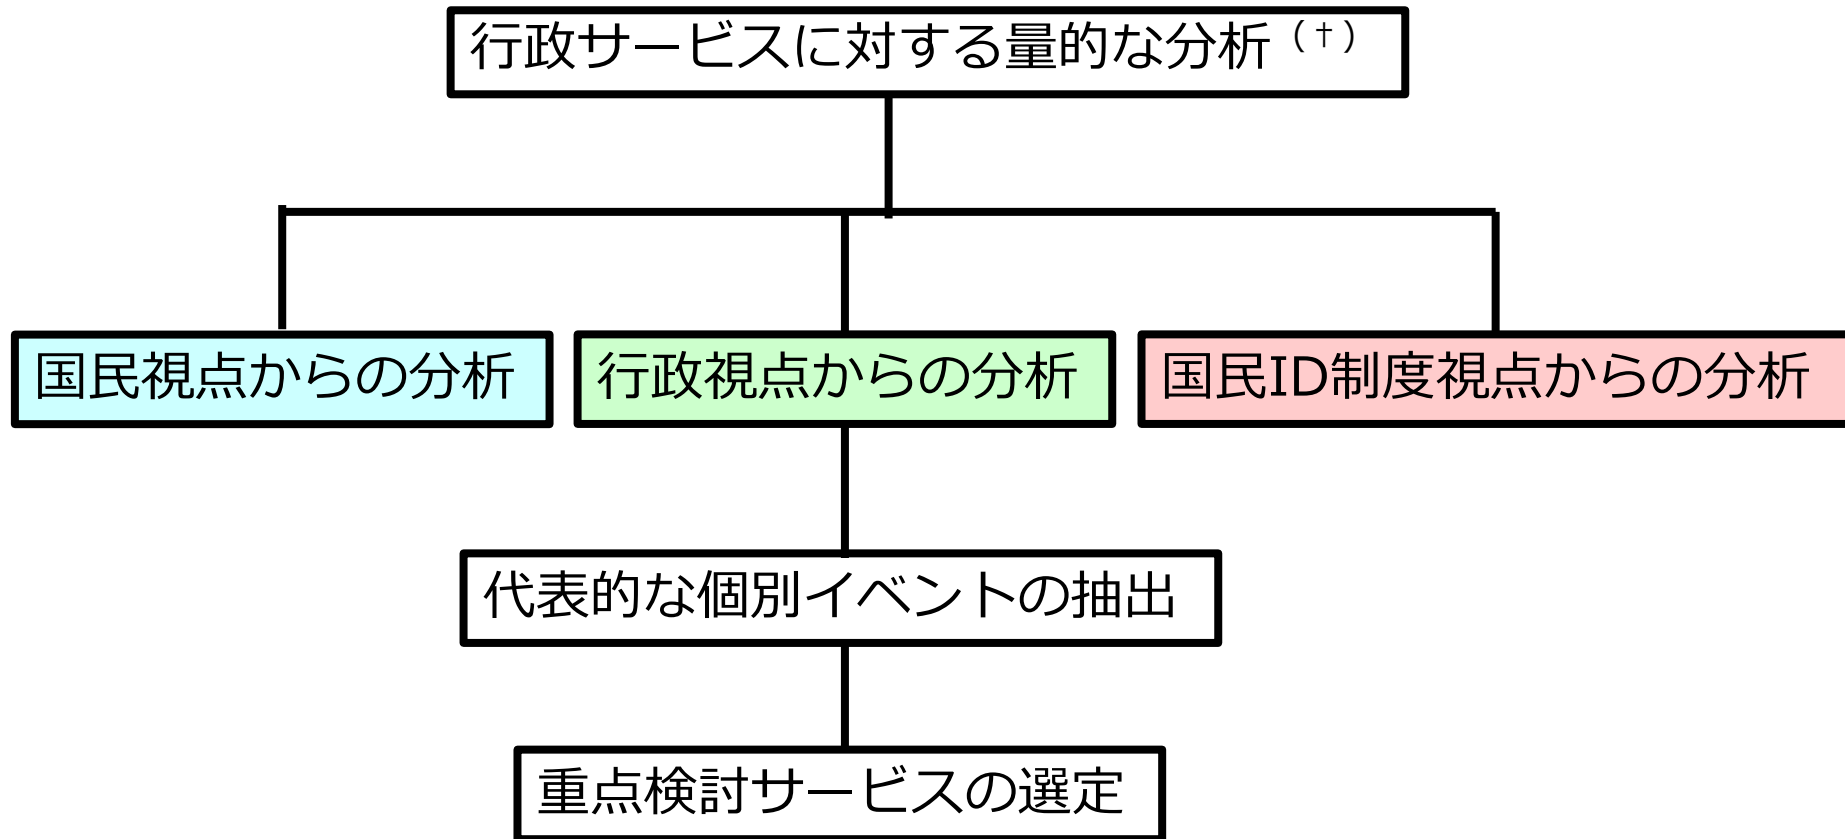 行政サービスに対する量的な分析（†）
国民視点からの分析
行政視点からの分析
国民ID制度視点からの分析
代表的な個別イベントの抽出
重点検討サービスの選定